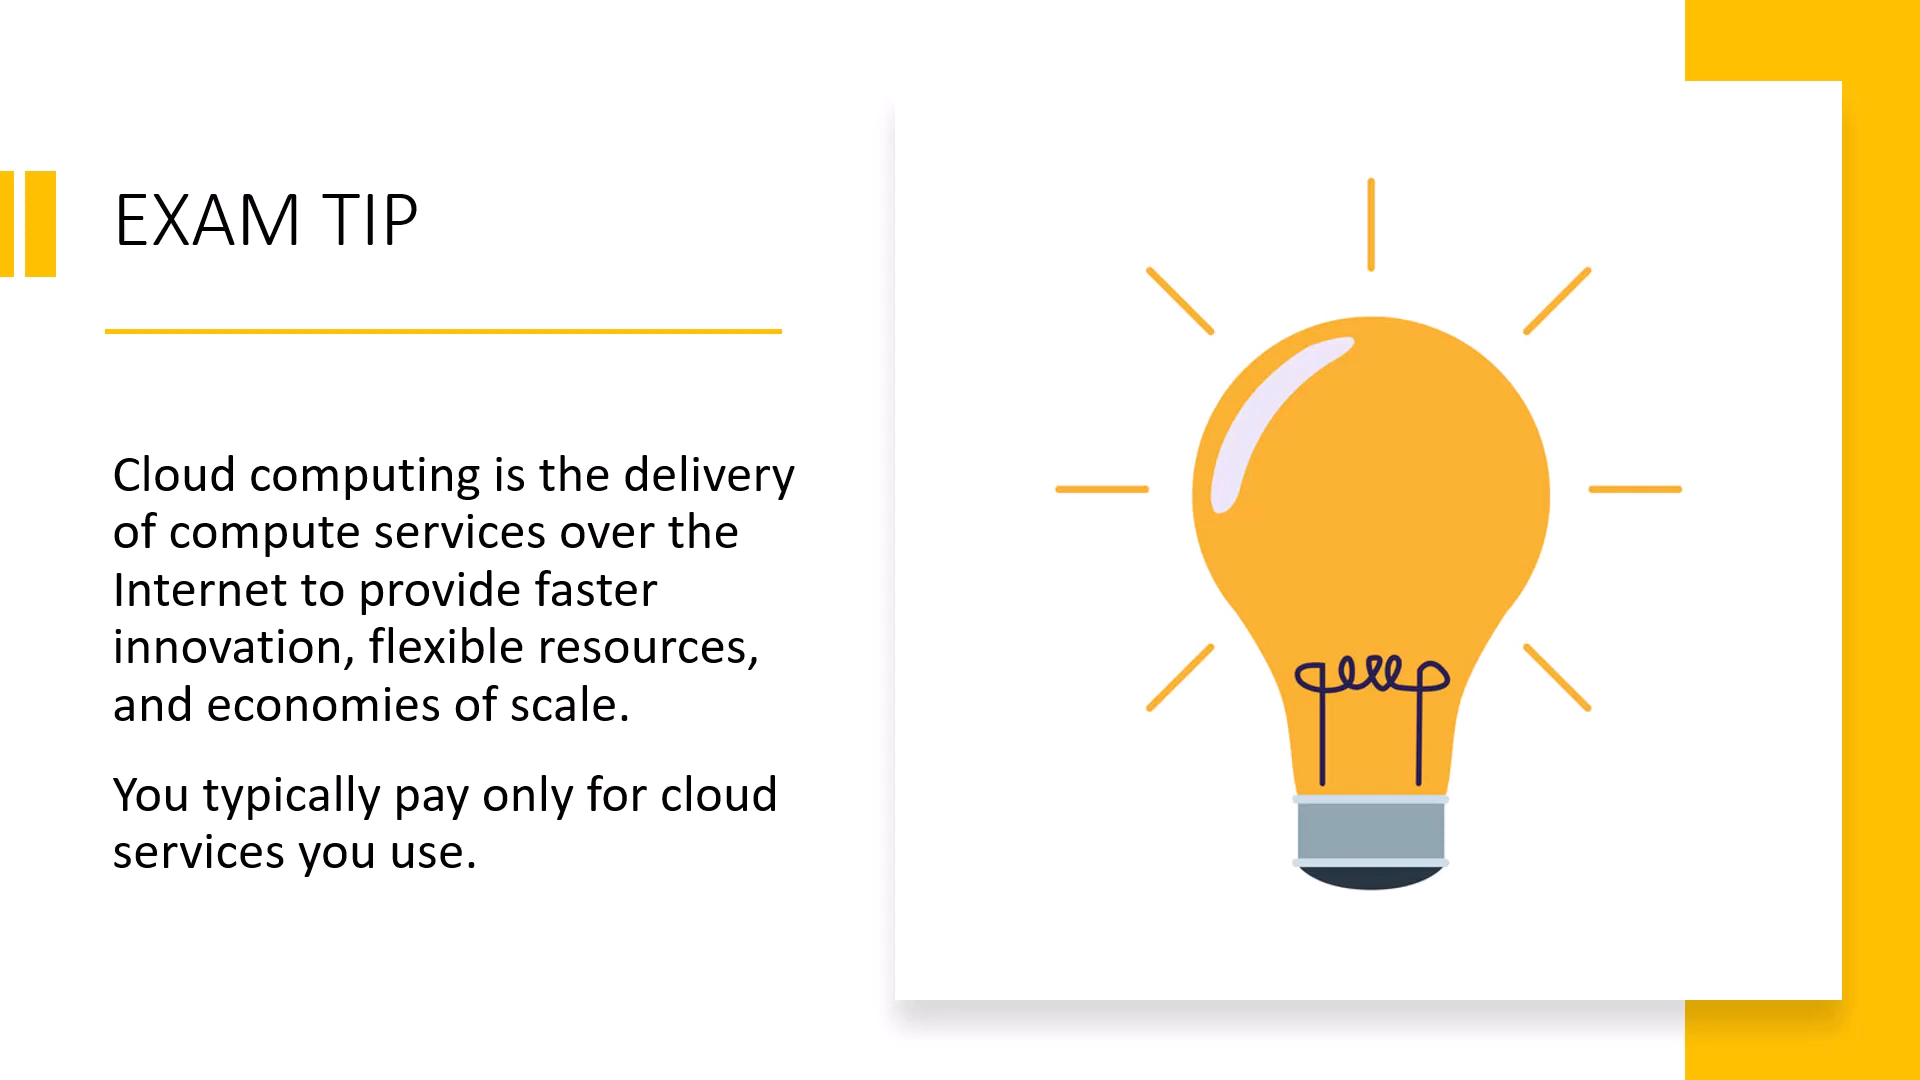 EXAM TIP
Cloud computing is the delivery
of compute services over the
Internet to provide faster
innovation, flexible resources,
and economies of scale.
You typically pay only for cloud
services you use.